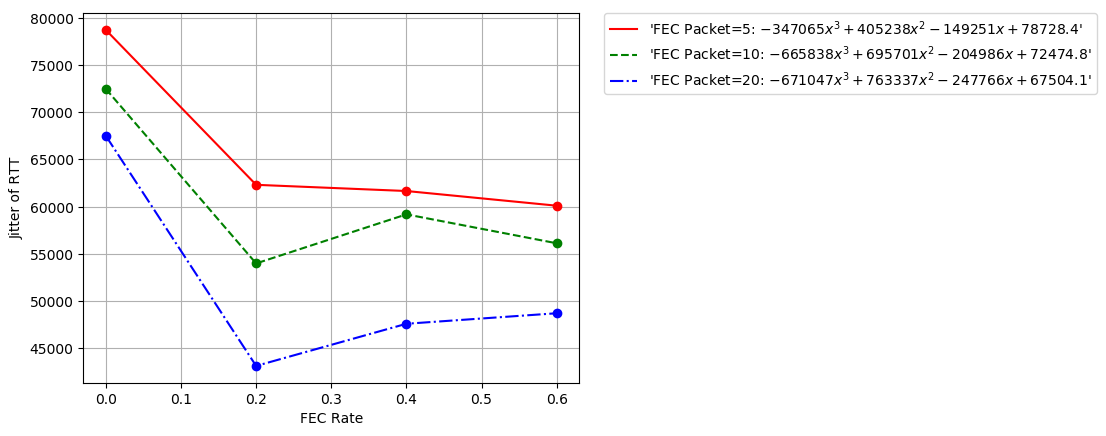 80000
75000
70000
65000
60000
55000
50000
45000
Jitter of RTT
0.0 0.1 0.2 0.3 0.4 0.5 0.6
FEC Rate
'FEC Packet=5: −347065x³ + 405238x² − 149251x + 78728.4'
'FEC Packet=10: −665838x³ + 695701x² − 204986x + 72474.8'
'FEC Packet=20: −671047x³ + 763337x² − 247766x + 67504.1'